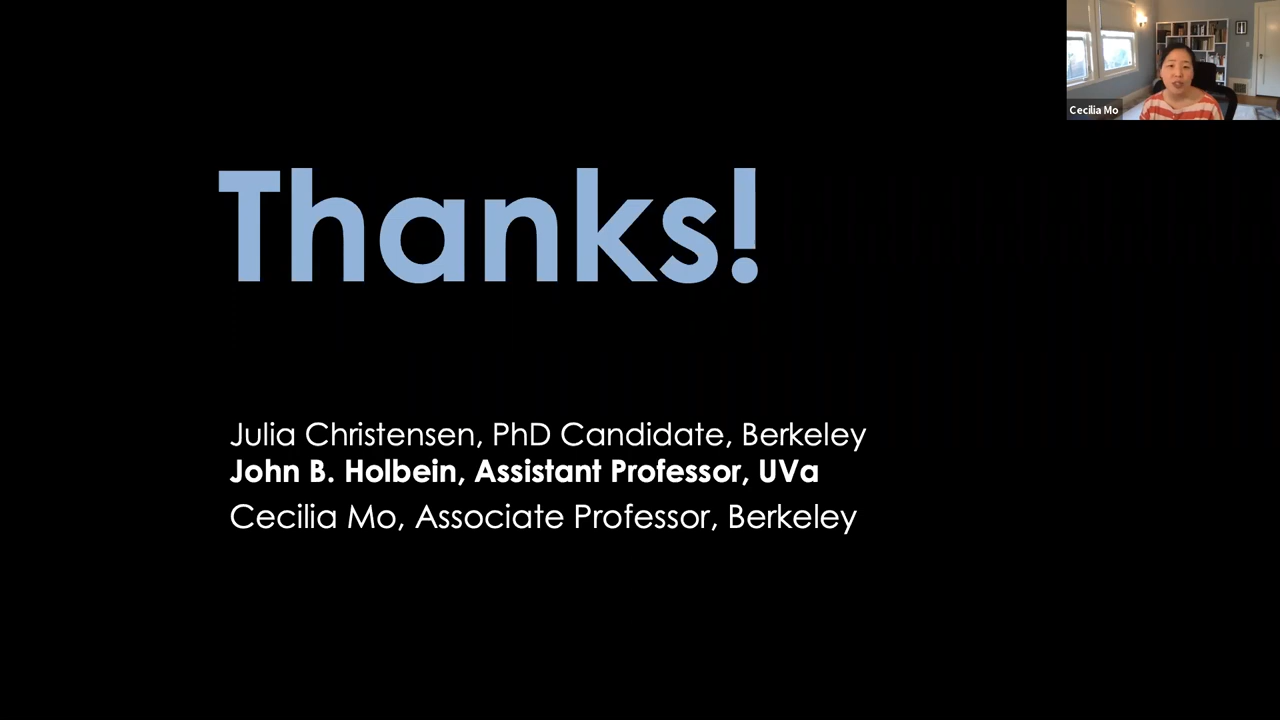 Cecilia Mo
Thanks!
Julia Christensen, PhD Candidate, Berkeley
John B. Holbein, Assistant Professor, UVa
Cecilia Mo, Associate Professor, Berkeley